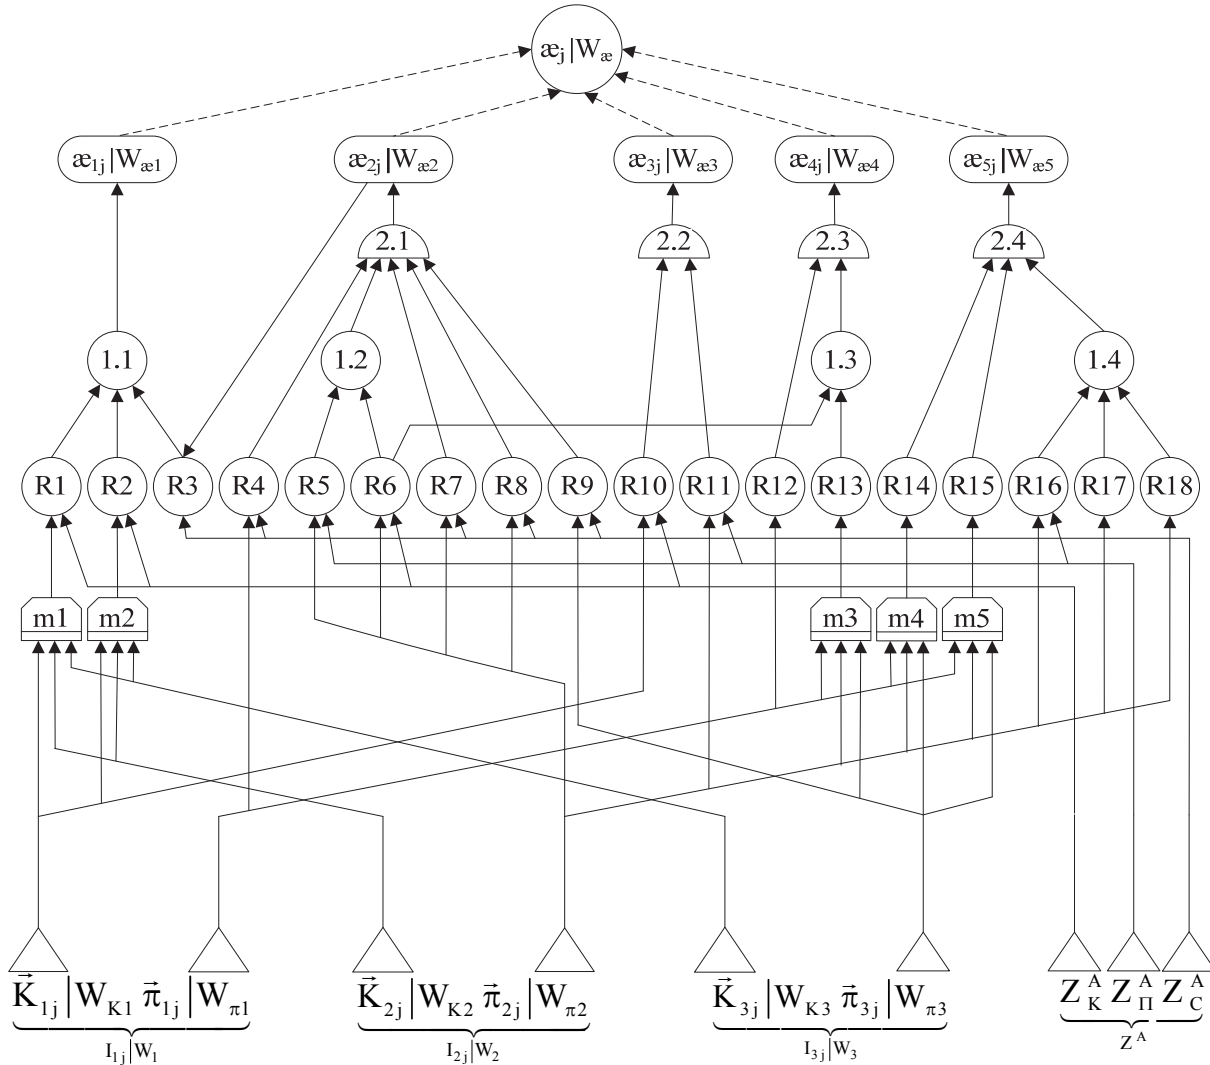 æj|Wæ
æ1j|Wæ1 æ2j|Wæ2 æ3j|Wæ3 æ4j|Wæ4 æ5j|Wæ5
2.1 2.2 2.3 2.4
1.1 1.2 1.3 1.4
R1 R2 R3 R4 R5 R6 R7 R8 R9 R10 R11 R12 R13 R14 R15 R16 R17 R18
m1 m2 m3 m4 m5
K⃗1j|WK1 π⃗1j|Wπ1 K⃗2j|WK2 π⃗2j|Wπ2 K⃗3j|WK3 π⃗3j|Wπ3 Z^A_K Z^A_Π Z^A_C
I1j|W1 I2j|W2 I3j|W3 Z^A